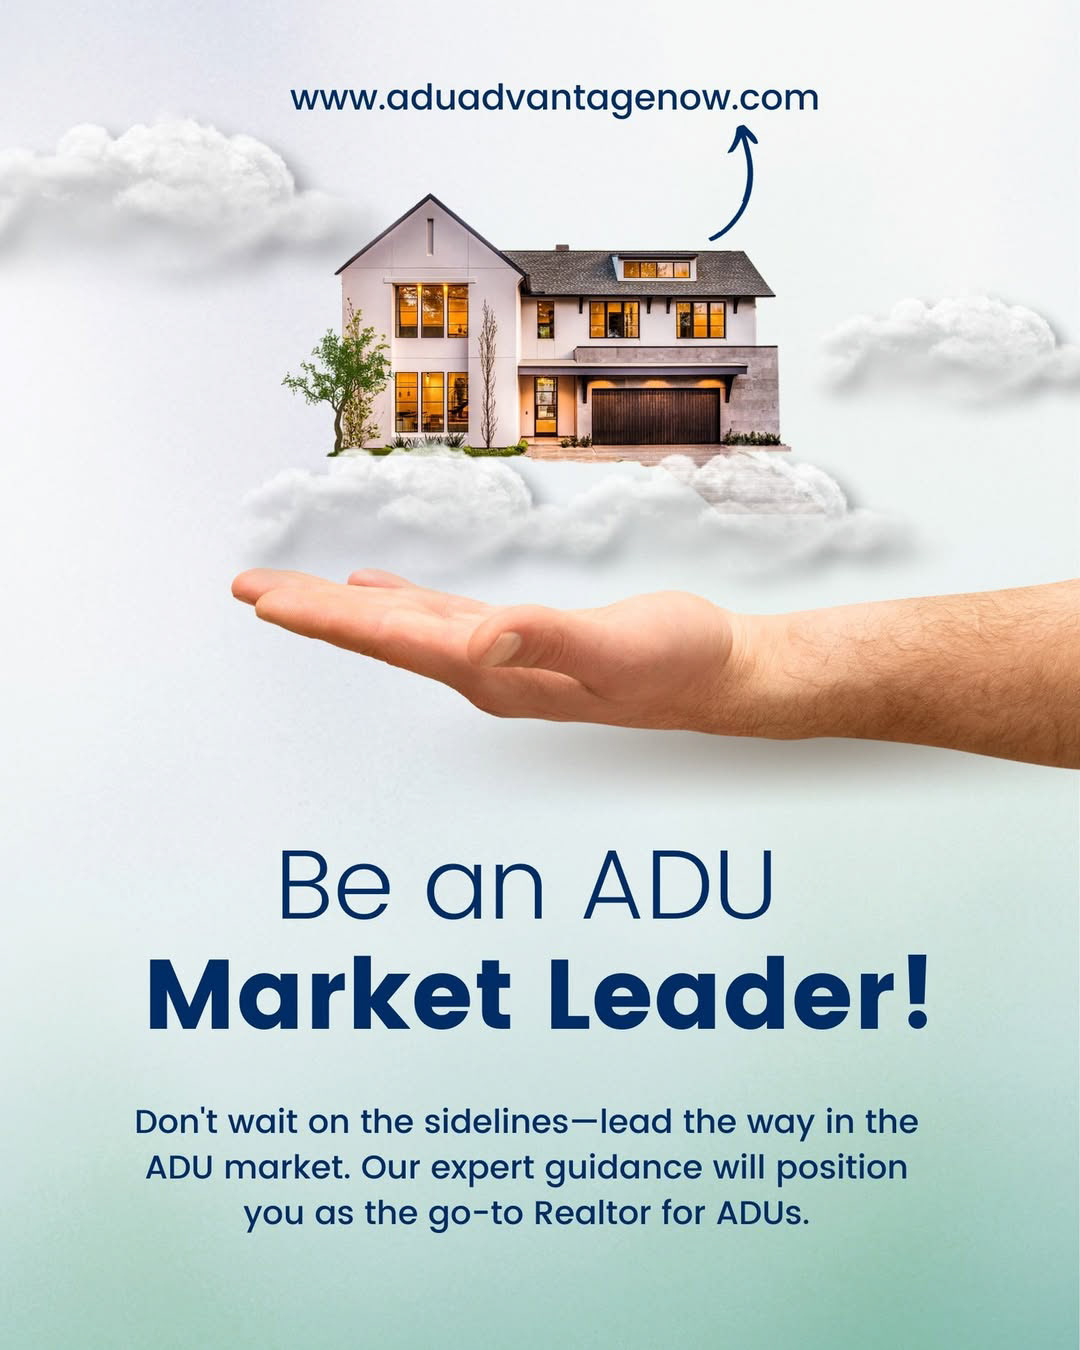 www.aduadvantagenow.com
Be an ADU
Market Leader!
Don't wait on the sidelines—lead the way in the
ADU market. Our expert guidance will position
you as the go-to Realtor for ADUs.